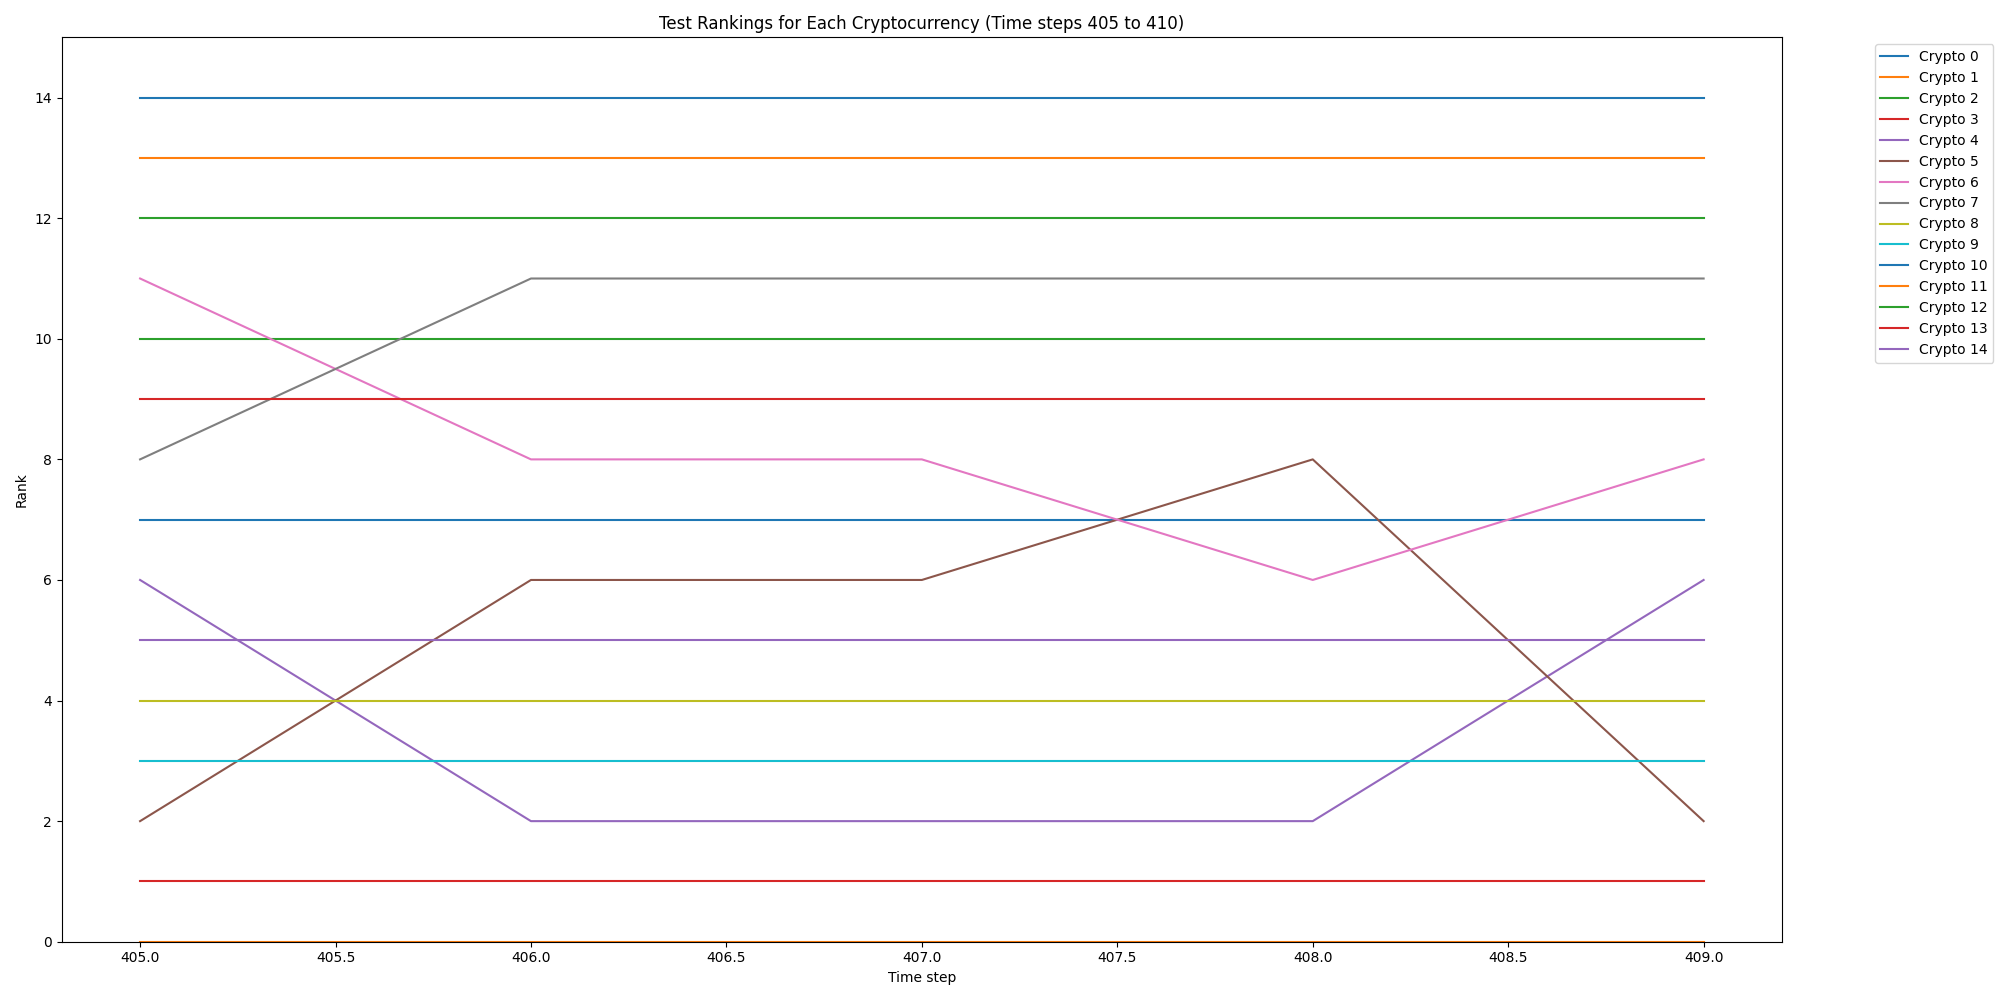 Test Rankings for Each Cryptocurrency (Time steps 405 to 410)
14
12
10
8
6
4
2
0
Rank
405.0 405.5 406.0 406.5 407.0 407.5 408.0 408.5 409.0
Time step
Crypto 0
Crypto 1
Crypto 2
Crypto 3
Crypto 4
Crypto 5
Crypto 6
Crypto 7
Crypto 8
Crypto 9
Crypto 10
Crypto 11
Crypto 12
Crypto 13
Crypto 14